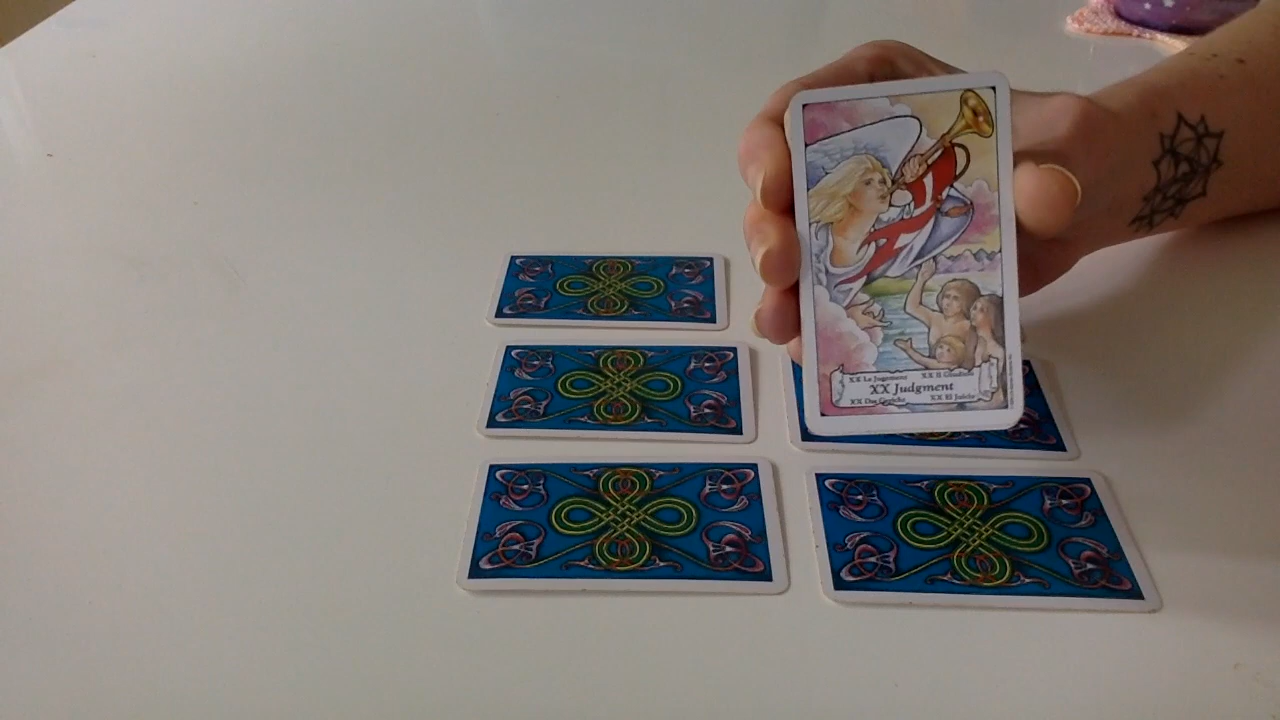 XX Le Jugement XX Il Giudizio
XX Judgment
XX Das Gericht XX El Juicio